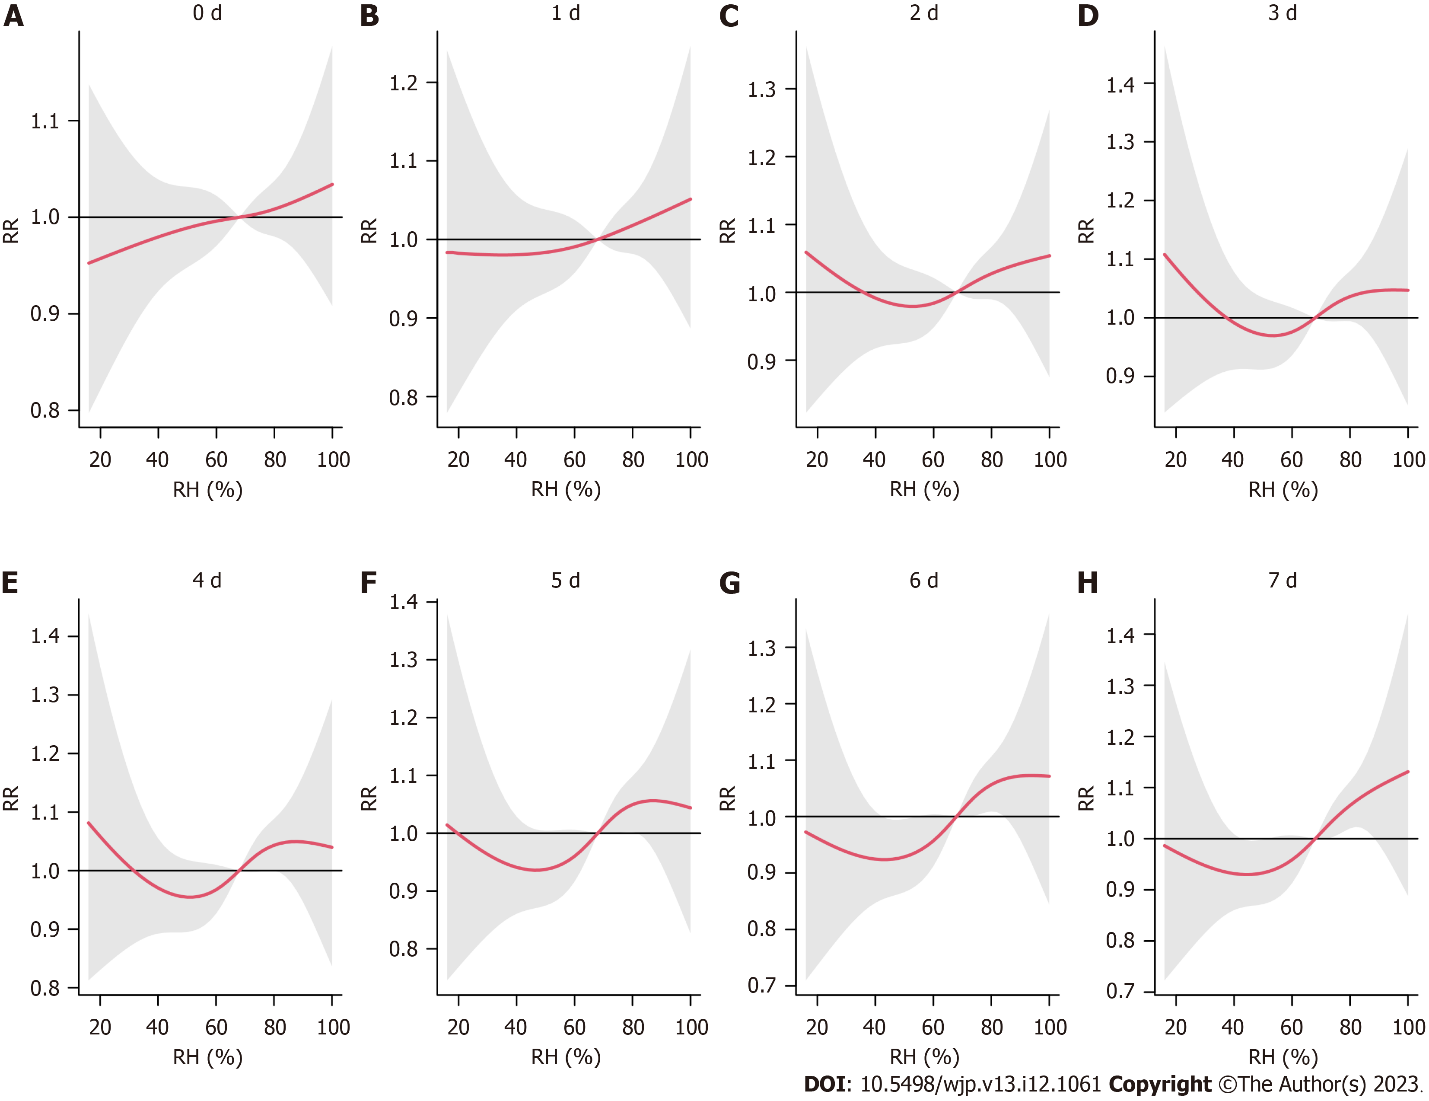 A 0 d
B 1 d
C 2 d
D 3 d
RR
1.1
1.0
0.9
0.8
20 40 60 80 100
RH (%)
RR
1.2
1.1
1.0
0.9
0.8
20 40 60 80 100
RH (%)
RR
1.3
1.2
1.1
1.0
0.9
20 40 60 80 100
RH (%)
RR
1.4
1.3
1.2
1.1
1.0
0.9
20 40 60 80 100
RH (%)
E 4 d
F 5 d
G 6 d
H 7 d
RR
1.4
1.3
1.2
1.1
1.0
0.9
0.8
20 40 60 80 100
RH (%)
RR
1.4
1.3
1.2
1.1
1.0
0.9
0.8
20 40 60 80 100
RH (%)
RR
1.3
1.2
1.1
1.0
0.9
0.8
0.7
20 40 60 80 100
RH (%)
RR
1.4
1.3
1.2
1.1
1.0
0.9
0.8
0.7
20 40 60 80 100
RH (%)
DOI: 10.5498/wjp.v13.i12.1061 Copyright ©The Author(s) 2023.